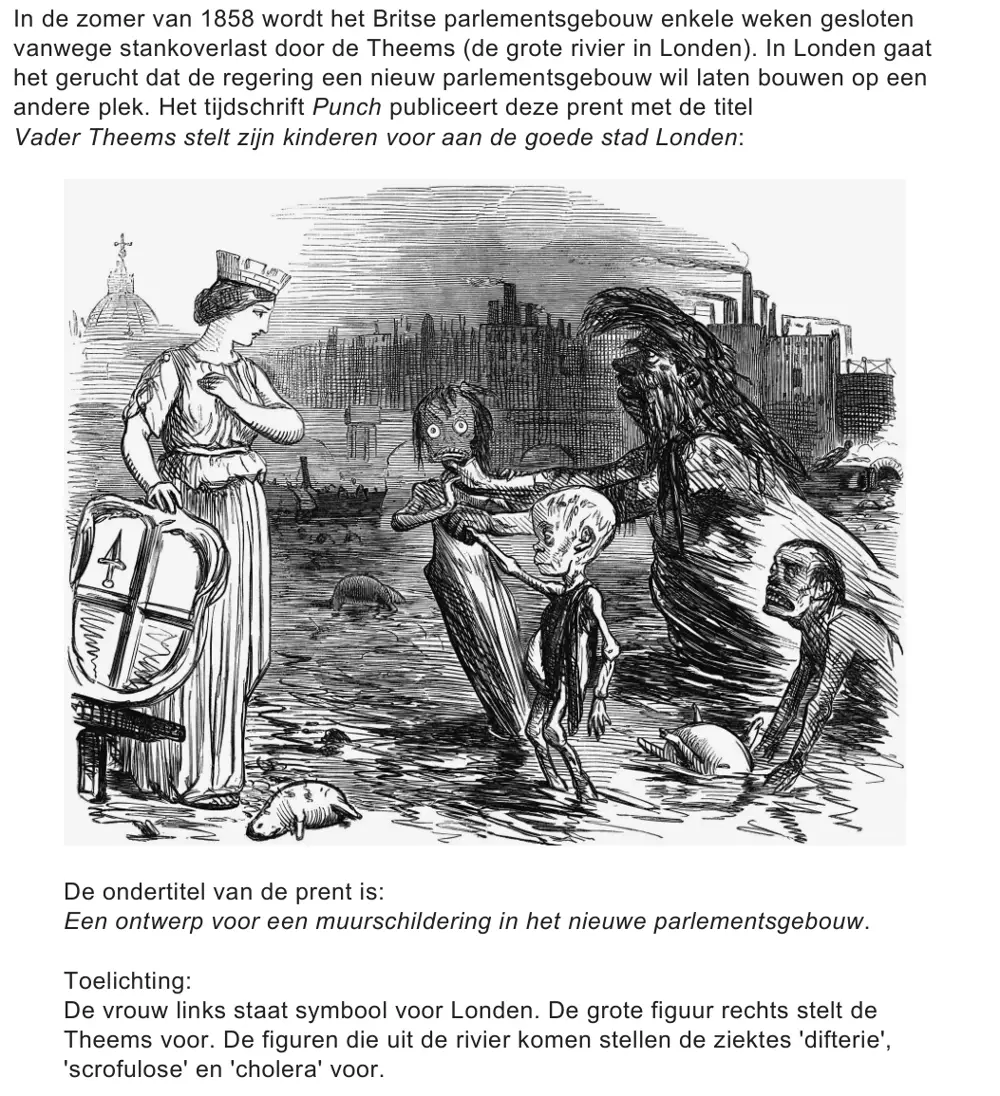 In de zomer van 1858 wordt het Britse parlementsgebouw enkele weken gesloten
vanwege stankoverlast door de Theems (de grote rivier in Londen). In Londen gaat
het gerucht dat de regering een nieuw parlementsgebouw wil laten bouwen op een
andere plek. Het tijdschrift Punch publiceert deze prent met de titel
Vader Theems stelt zijn kinderen voor aan de goede stad Londen:
De ondertitel van de prent is:
Een ontwerp voor een muurschildering in het nieuwe parlementsgebouw.
Toelichting:
De vrouw links staat symbool voor Londen. De grote figuur rechts stelt de
Theems voor. De figuren die uit de rivier komen stellen de ziektes 'difterie',
'scrofulose' en 'cholera' voor.